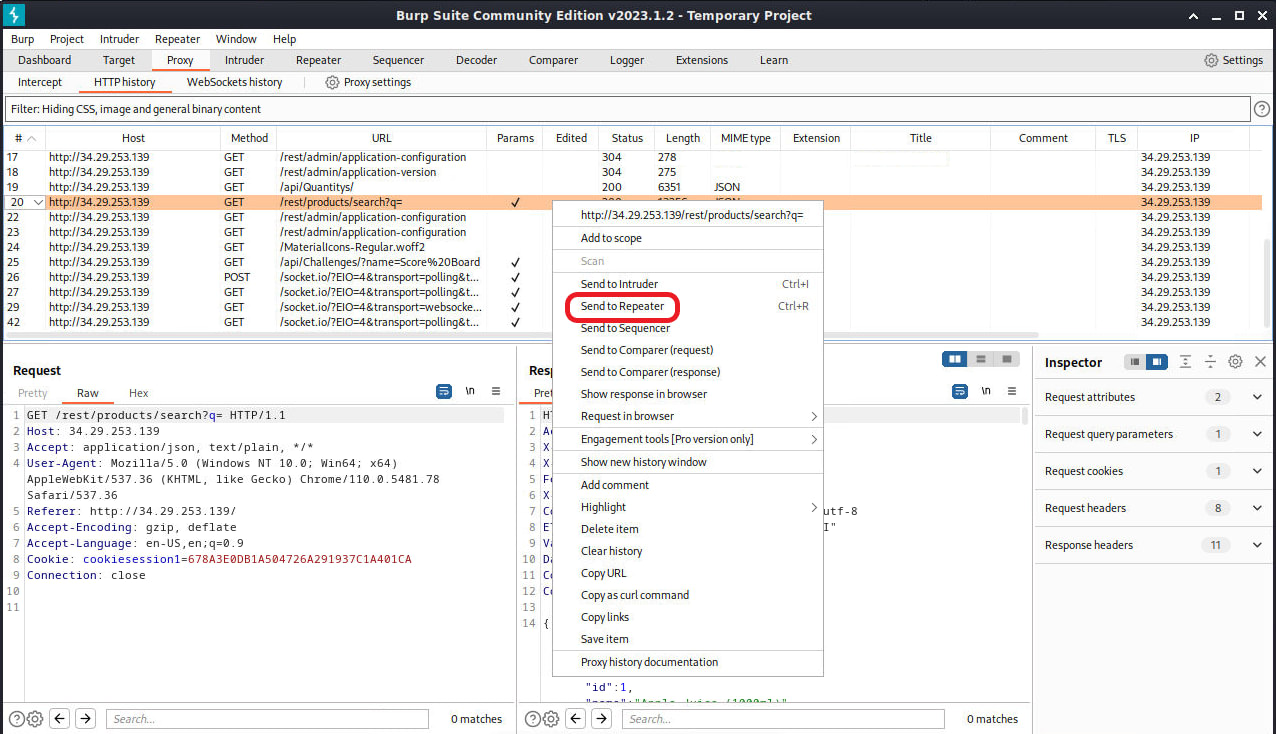 Burp Suite Community Edition v2023.1.2 - Temporary Project
Burp Project Intruder Repeater Window Help
Dashboard Target Proxy Intruder Repeater Sequencer Decoder Comparer Logger Extensions Learn Settings
Intercept HTTP history WebSockets history Proxy settings
Filter: Hiding CSS, image and general binary content
# Host Method URL Params Edited Status Length MIME type Extension Title Comment TLS IP
17 http://34.29.253.139 GET /rest/admin/application-configuration 304 278 34.29.253.139
18 http://34.29.253.139 GET /rest/admin/application-version 304 275 34.29.253.139
19 http://34.29.253.139 GET /api/Quantitys/ 200 6351 JSON 34.29.253.139
20 http://34.29.253.139 GET /rest/products/search?q= ✓ 34.29.253.139
22 http://34.29.253.139 GET /rest/admin/application-configuration 34.29.253.139
23 http://34.29.253.139 GET /rest/admin/application-configuration 34.29.253.139
24 http://34.29.253.139 GET /MaterialIcons-Regular.woff2 34.29.253.139
25 http://34.29.253.139 GET /api/Challenges/?name=Score%20Board ✓ 34.29.253.139
26 http://34.29.253.139 POST /socket.io/?EIO=4&transport=polling&t... ✓ 34.29.253.139
27 http://34.29.253.139 GET /socket.io/?EIO=4&transport=polling&t... ✓ 34.29.253.139
29 http://34.29.253.139 GET /socket.io/?EIO=4&transport=websocke... ✓ 34.29.253.139
42 http://34.29.253.139 GET /socket.io/?EIO=4&transport=polling&t... ✓ 34.29.253.139
http://34.29.253.139/rest/products/search?q=
Add to scope
Scan
Send to Intruder Ctrl+I
Send to Repeater Ctrl+R
Send to Sequencer
Send to Comparer (request)
Send to Comparer (response)
Show response in browser
Request in browser
Engagement tools [Pro version only]
Show new history window
Add comment
Highlight
Delete item
Clear history
Copy URL
Copy as curl command
Copy links
Save item
Proxy history documentation
Request
Pretty Raw Hex \n
1 GET /rest/products/search?q= HTTP/1.1
2 Host: 34.29.253.139
3 Accept: application/json, text/plain, */*
4 User-Agent: Mozilla/5.0 (Windows NT 10.0; Win64; x64)
AppleWebKit/537.36 (KHTML, like Gecko) Chrome/110.0.5481.78
Safari/537.36
5 Referer: http://34.29.253.139/
6 Accept-Encoding: gzip, deflate
7 Accept-Language: en-US,en;q=0.9
8 Cookie: cookiesession1=678A3E0DB1A504726A291937C1A401CA
9 Connection: close
10
11
Search... 0 matches
\n
1
2
3
4
5
6
7 utf-8
8
9
10
11
12
13
14 {
"id":1,
Search... 0 matches
Inspector
Request attributes 2
Request query parameters 1
Request cookies 1
Request headers 8
Response headers 11